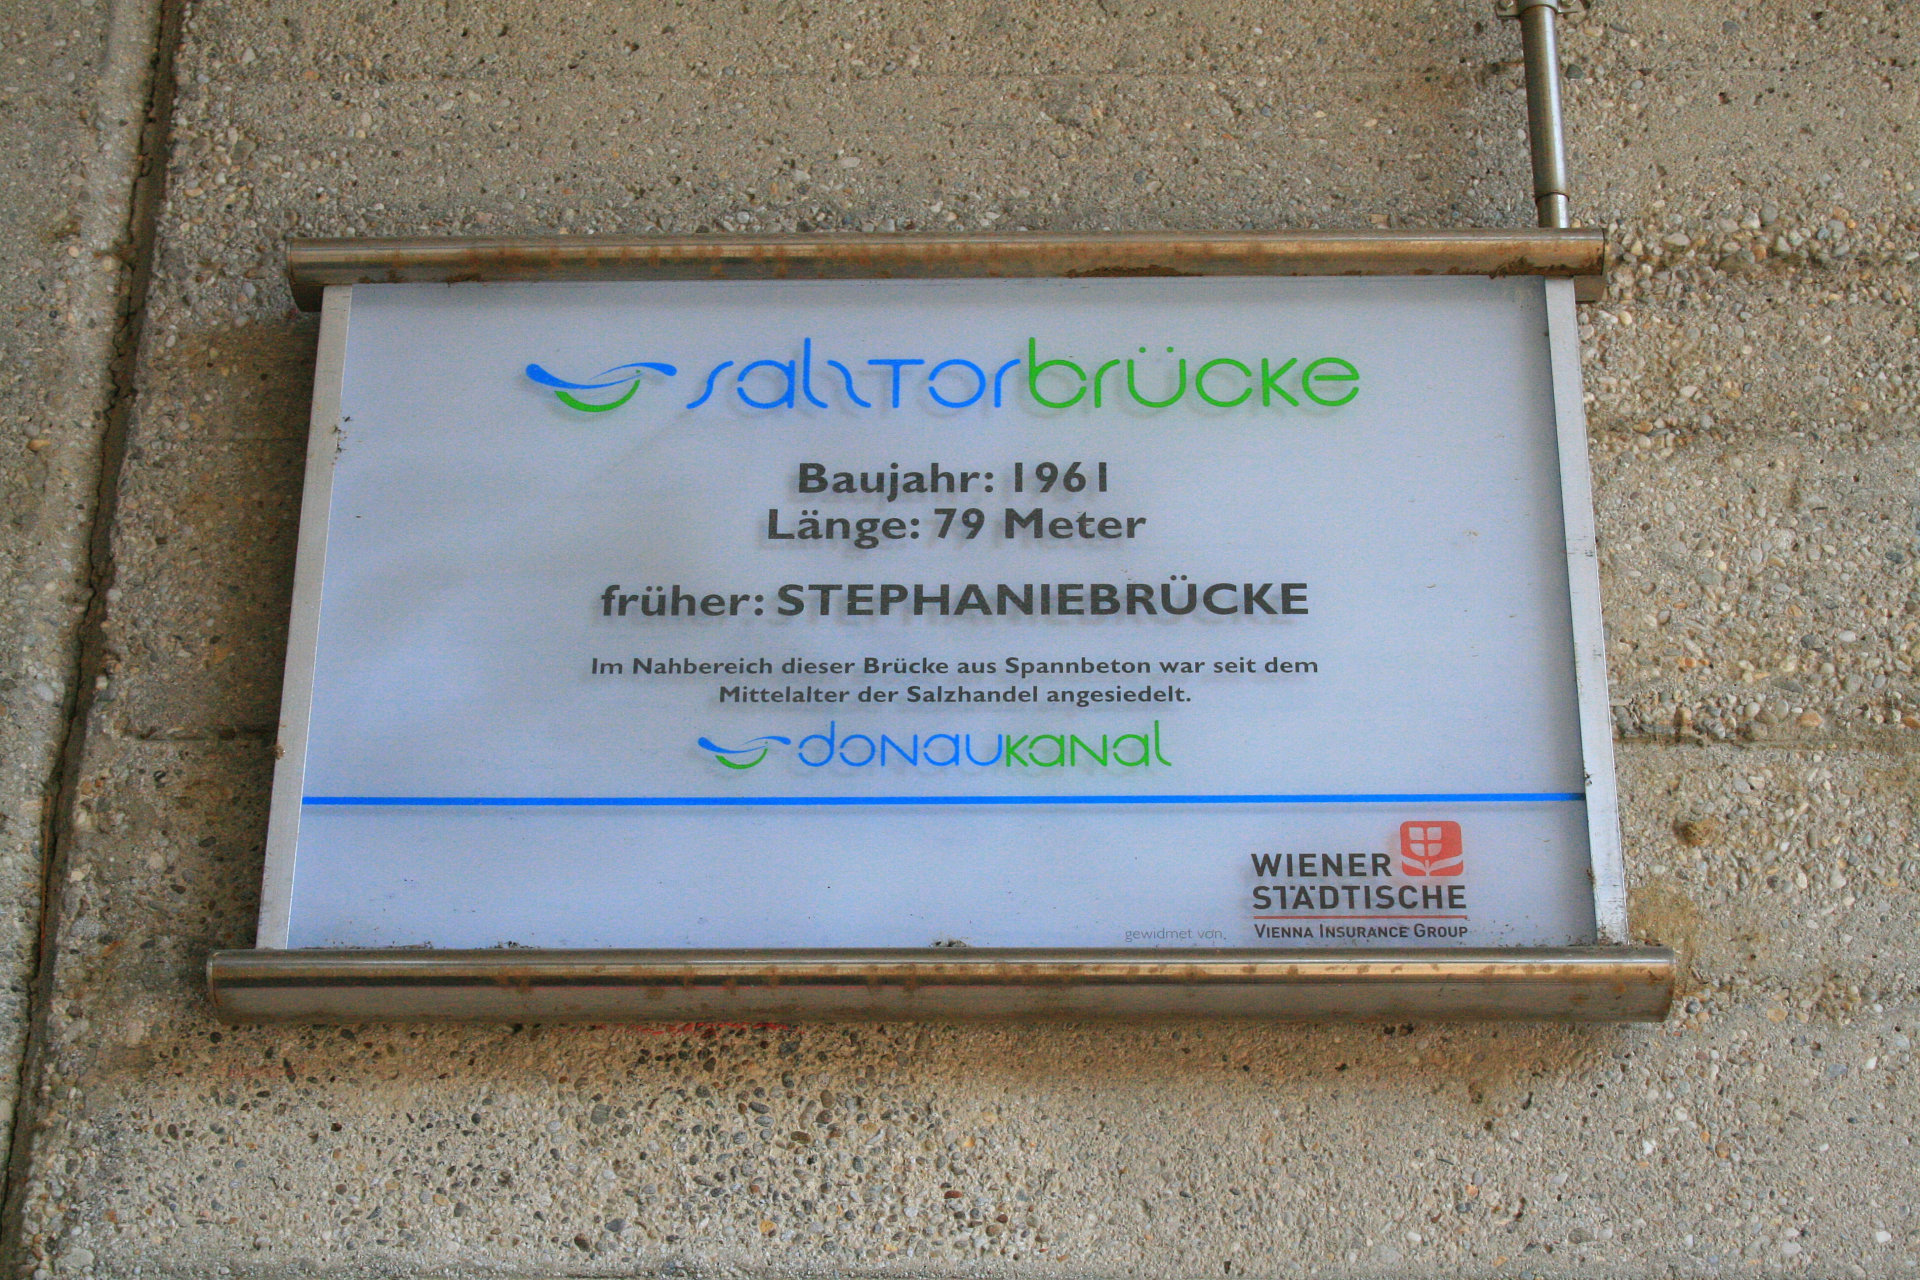 salztorbrücke
Baujahr: 1961
Länge: 79 Meter
früher: STEPHANIEBRÜCKE
Im Nahbereich dieser Brücke aus Spannbeton war seit dem
Mittelalter der Salzhandel angesiedelt.
donaukanal
gewidmet von:
WIENER
STÄDTISCHE
VIENNA INSURANCE GROUP